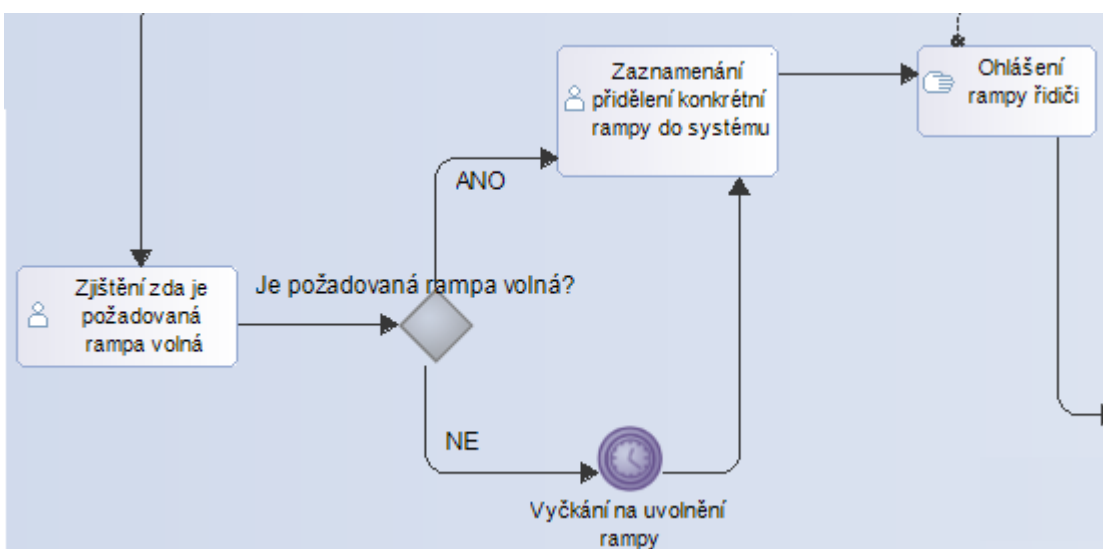 Zaznamenání
přidělení konkrétní
rampy do systému
Ohlášení
rampy řidiči
ANO
Zjištění zda je
požadovaná
rampa volná
Je požadovaná rampa volná?
NE
Vyčkání na uvolnění
rampy